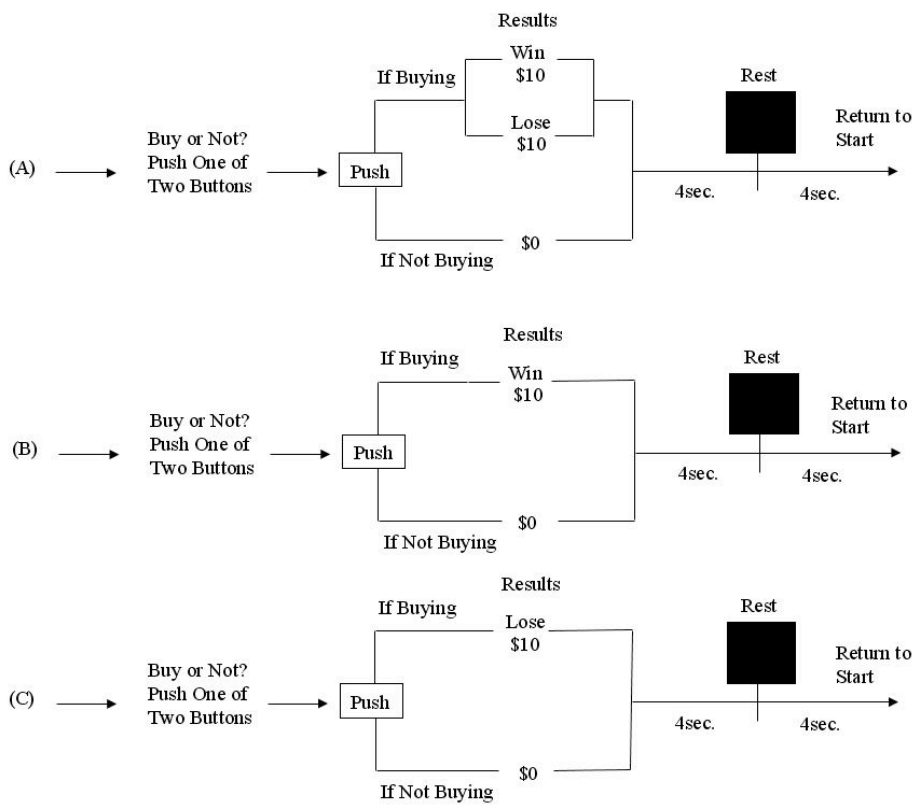 Results
Win
$10
If Buying
Rest
Lose
$10
Return to
Start
Buy or Not?
Push One of
Two Buttons
(A)
Push
4sec.
4sec.
$0
If Not Buying
Results
If Buying
Win
$10
Rest
Return to
Start
Buy or Not?
Push One of
Two Buttons
(B)
Push
4sec.
4sec.
$0
If Not Buying
Results
If Buying
Lose
$10
Rest
Return to
Start
Buy or Not?
Push One of
Two Buttons
(C)
Push
4sec.
4sec.
$0
If Not Buying